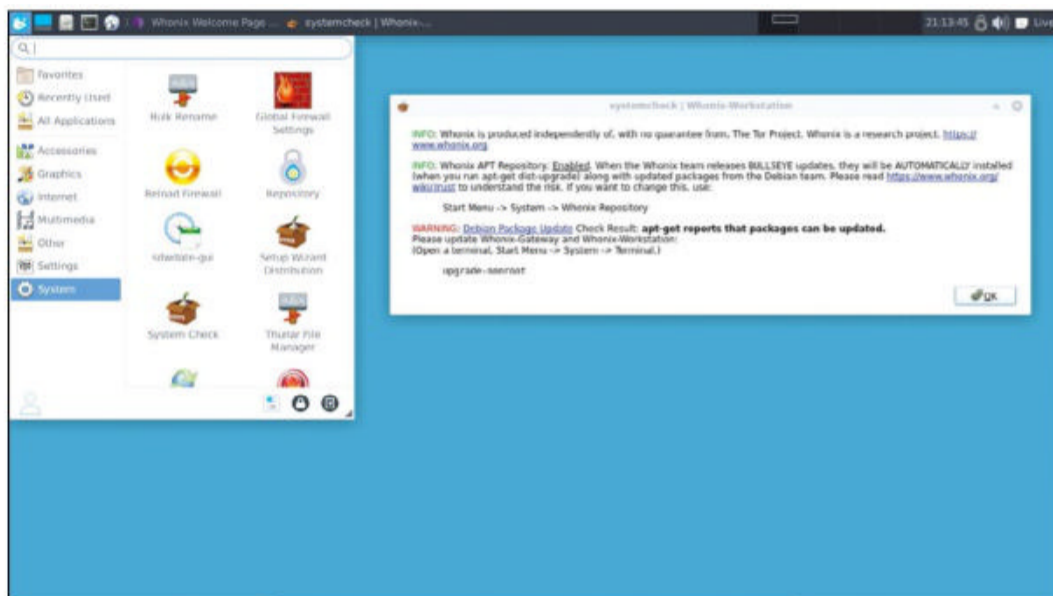 Whonix Welcome Page ...
systemcheck | Whonix-...
21:13:45
Live
Favorites
Recently Used
All Applications
Accessories
Graphics
Internet
Multimedia
Other
Settings
System
Bulk Rename
Global Firewall
Settings
Reload Firewall
Repository
sdwdate-gui
Setup Wizard
Distribution
System Check
Thunar File
Manager
systemcheck | Whonix-Workstation
INFO: Whonix is produced independently of, with no guarantee from, The Tor Project. Whonix is a research project. https://
www.whonix.org
INFO: Whonix APT Repository: Enabled. When the Whonix team releases BULLSEYE updates, they will be AUTOMATICALLY installed
(when you run apt-get dist-upgrade) along with updated packages from the Debian team. Please read https://www.whonix.org/
wiki/Trust to understand the risk. If you want to change this, use:
Start Menu -> System -> Whonix Repository
WARNING: Debian Package Update Check Result: apt-get reports that packages can be updated.
Please update Whonix-Gateway and Whonix-Workstation:
(Open a terminal, Start Menu -> System -> Terminal.)
upgrade-nonroot
OK